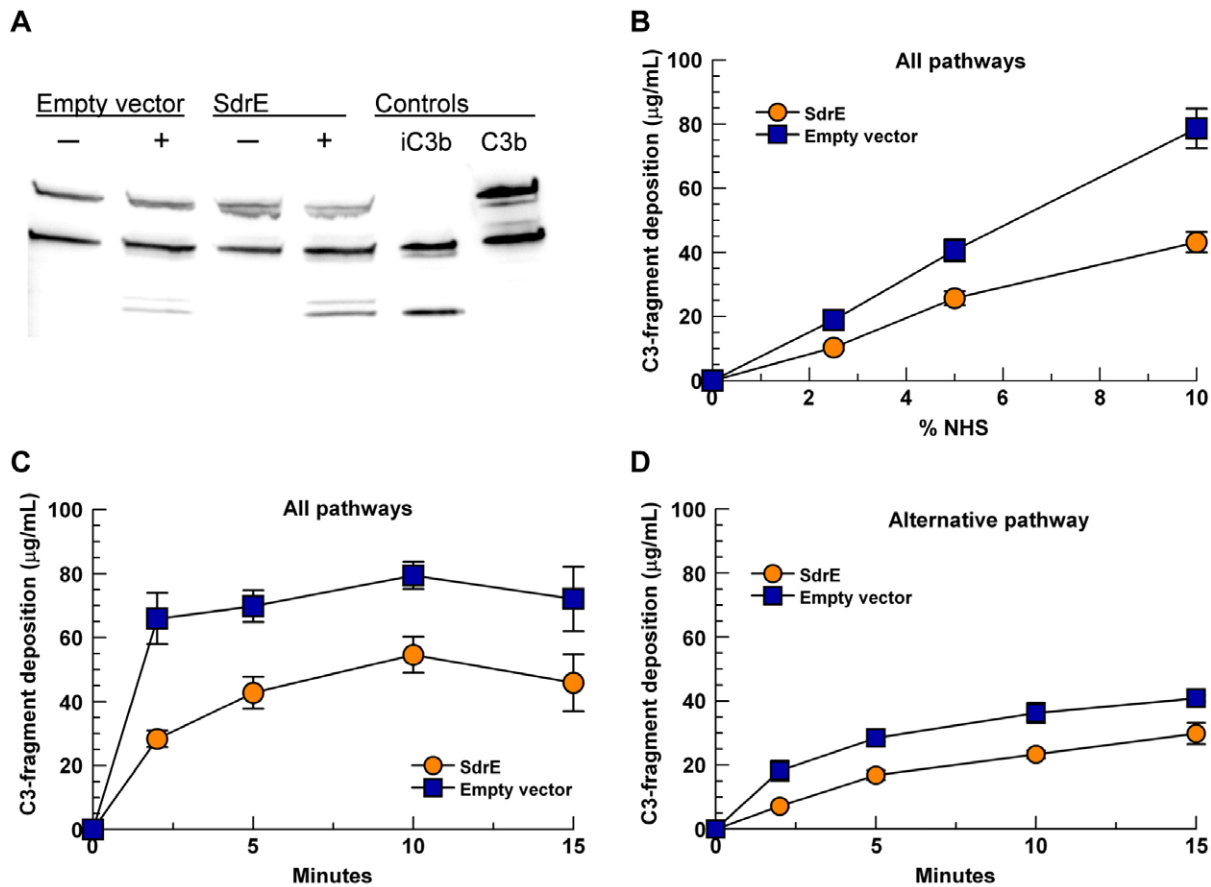 A
Empty vector SdrE Controls
– + – + iC3b C3b
B
All pathways
SdrE
Empty vector
C3-fragment deposition (µg/mL)
100
80
60
40
20
0
0 2 4 6 8 10
% NHS
C
All pathways
C3-fragment deposition (µg/mL)
100
80
60
40
20
0
SdrE
Empty vector
0 5 10 15
Minutes
D
Alternative pathway
SdrE
Empty vector
C3-fragment deposition (µg/mL)
100
80
60
40
20
0
0 5 10 15
Minutes